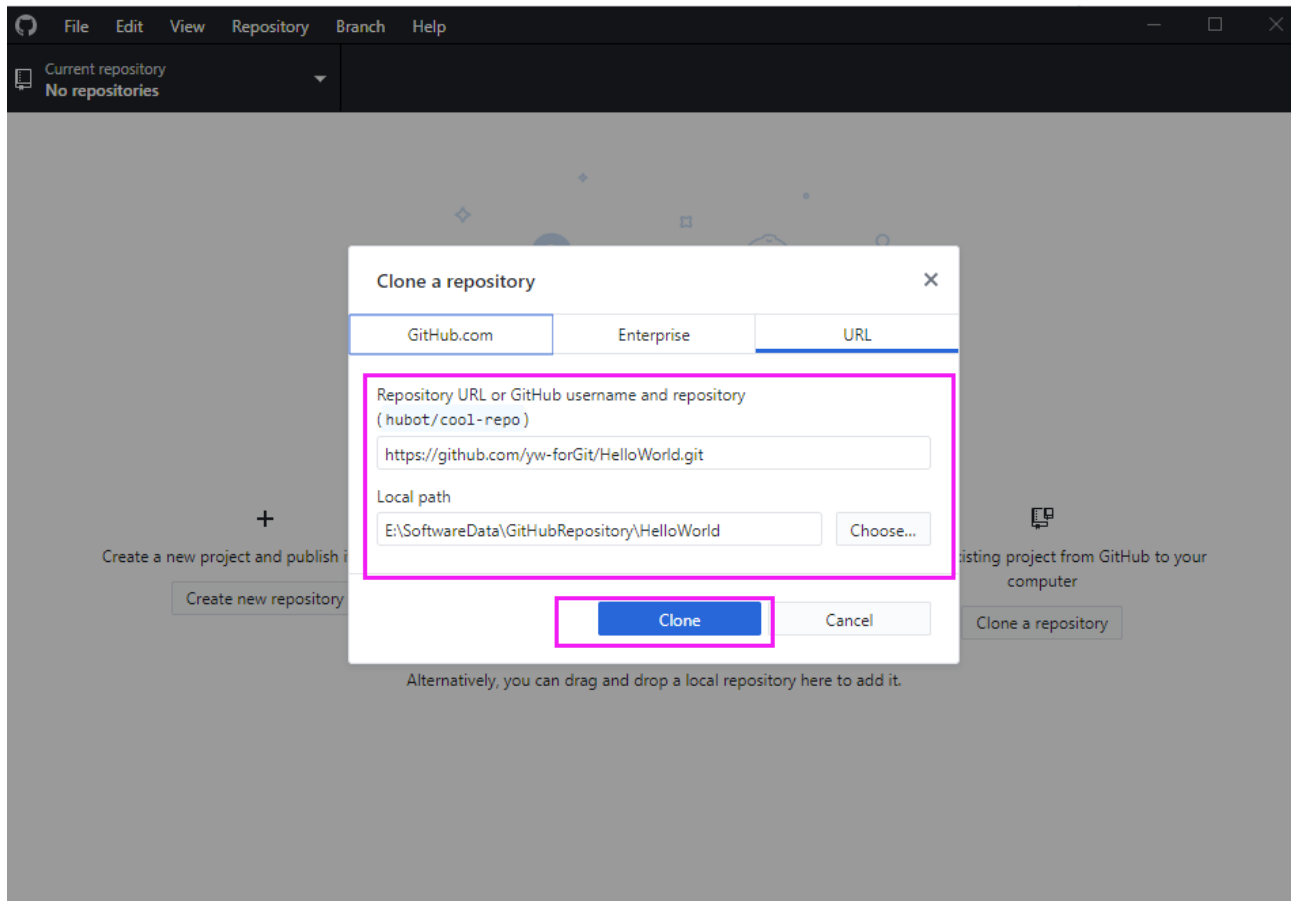 File Edit View Repository Branch Help
Current repository
No repositories
Clone a repository
GitHub.com Enterprise URL
Repository URL or GitHub username and repository
(hubot/cool-repo)
https://github.com/yw-forGit/HelloWorld.git
Local path
E:\SoftwareData\GitHubRepository\HelloWorld Choose...
Clone Cancel
Create a new project and publish i
Create new repository
isting project from GitHub to your
computer
Clone a repository
Alternatively, you can drag and drop a local repository here to add it.